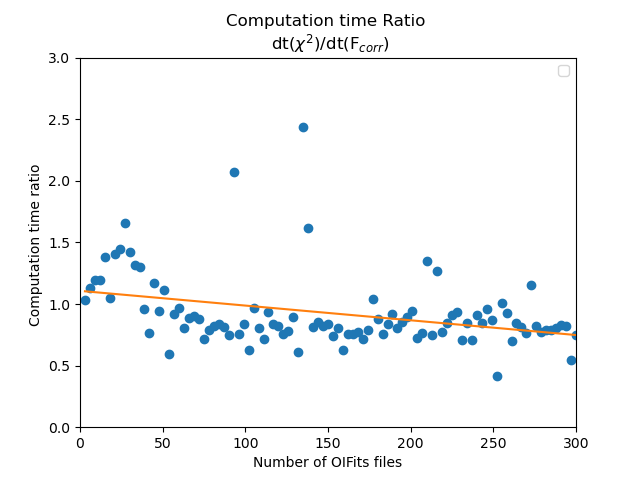 Computation time Ratio
dt(χ²)/dt(F_corr)
3.0
2.5
2.0
1.5
1.0
0.5
0.0
Computation time ratio
0 50 100 150 200 250 300
Number of OIFits files